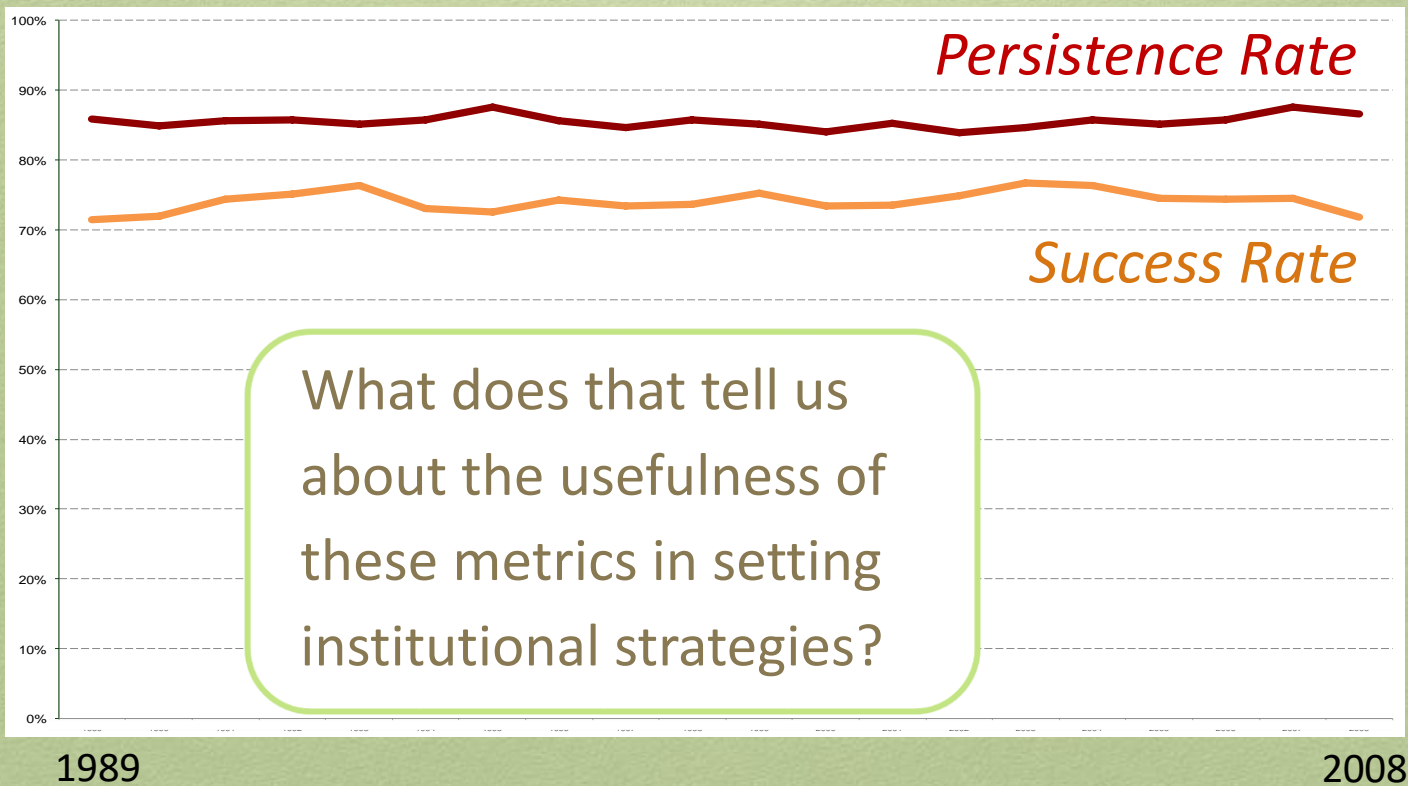 100%
Persistence Rate
90%
80%
70%
Success Rate
60%
50%
What does that tell us
40%
about the usefulness of
30%
these metrics in setting
20%
institutional strategies?
10%
0%
1989
2008